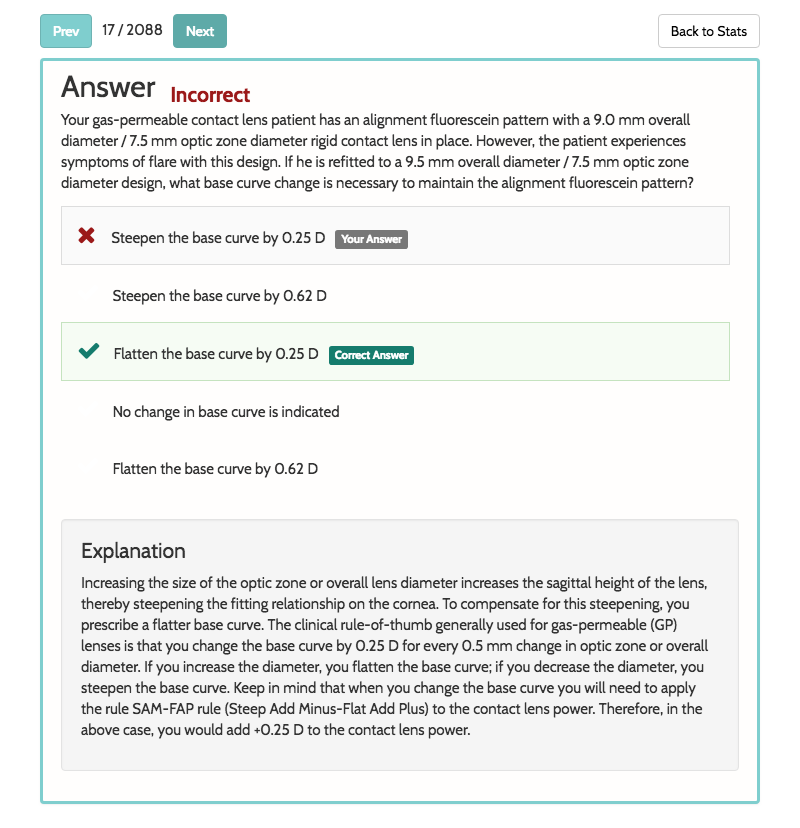 Prev 17 / 2088 Next Back to Stats
Answer Incorrect
Your gas-permeable contact lens patient has an alignment fluorescein pattern with a 9.0 mm overall
diameter / 7.5 mm optic zone diameter rigid contact lens in place. However, the patient experiences
symptoms of flare with this design. If he is refitted to a 9.5 mm overall diameter / 7.5 mm optic zone
diameter design, what base curve change is necessary to maintain the alignment fluorescein pattern?
Steepen the base curve by 0.25 D Your Answer
Steepen the base curve by 0.62 D
Flatten the base curve by 0.25 D Correct Answer
No change in base curve is indicated
Flatten the base curve by 0.62 D
Explanation
Increasing the size of the optic zone or overall lens diameter increases the sagittal height of the lens,
thereby steepening the fitting relationship on the cornea. To compensate for this steepening, you
prescribe a flatter base curve. The clinical rule-of-thumb generally used for gas-permeable (GP)
lenses is that you change the base curve by 0.25 D for every 0.5 mm change in optic zone or overall
diameter. If you increase the diameter, you flatten the base curve; if you decrease the diameter, you
steepen the base curve. Keep in mind that when you change the base curve you will need to apply
the rule SAM-FAP rule (Steep Add Minus-Flat Add Plus) to the contact lens power. Therefore, in the
above case, you would add +0.25 D to the contact lens power.